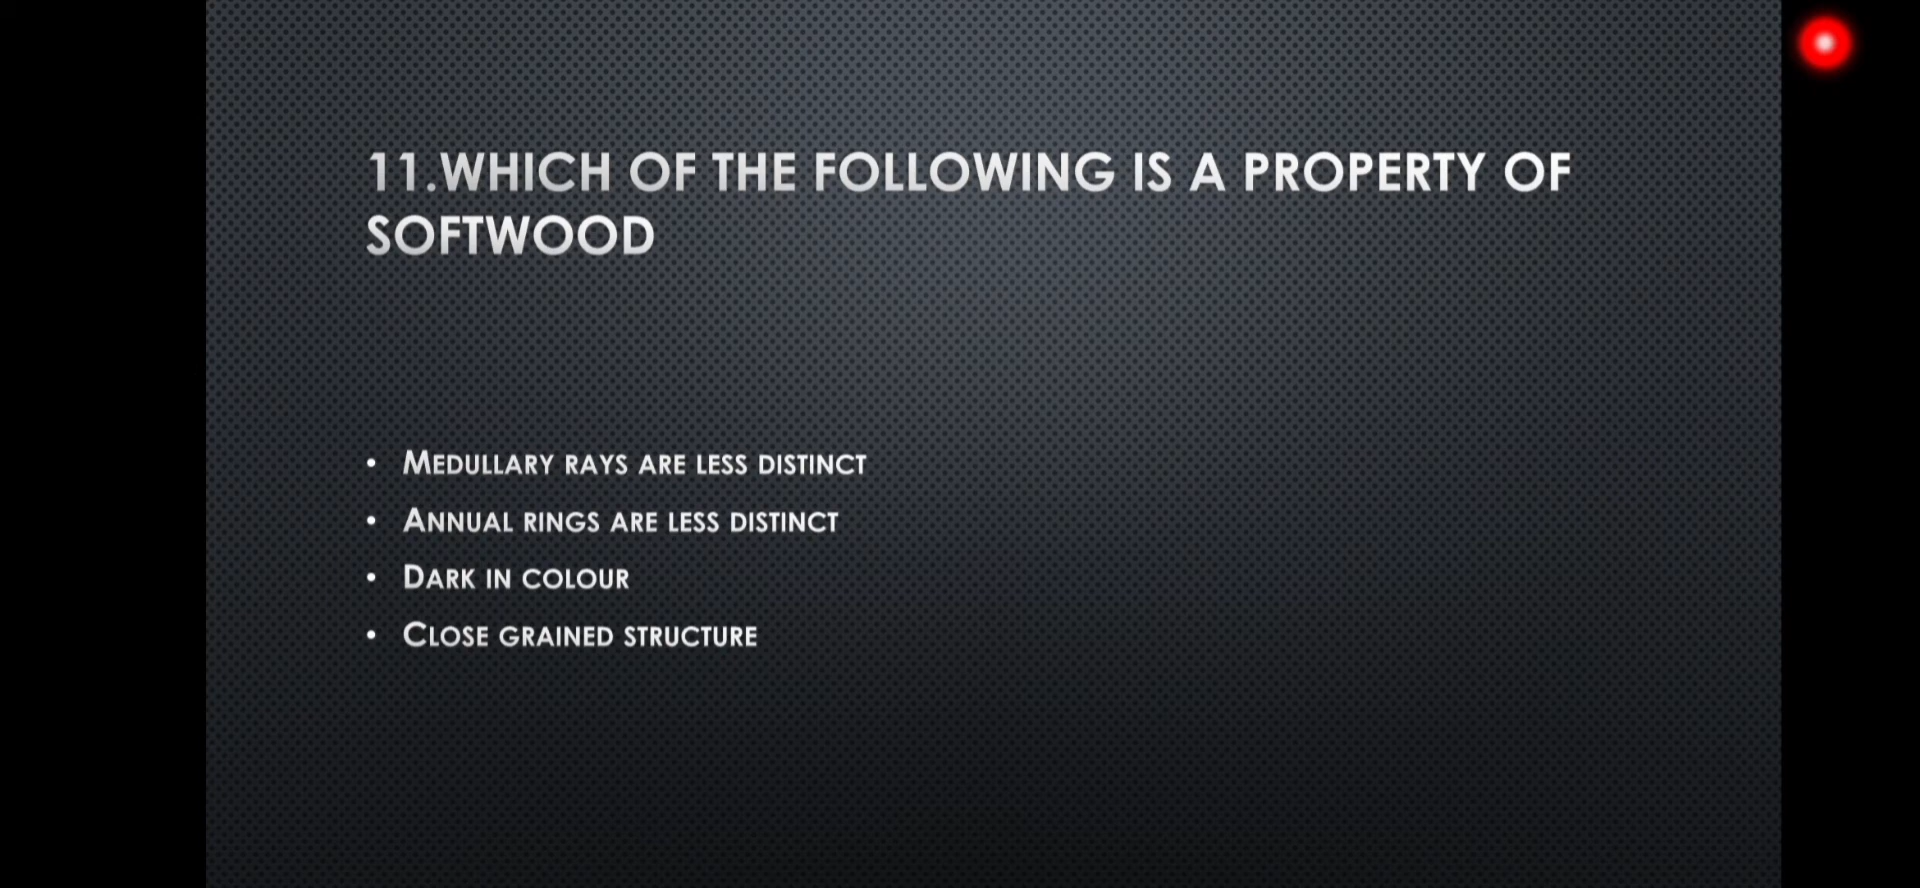 11.WHICH OF THE FOLLOWING IS A PROPERTY OF
SOFTWOOD
• MEDULLARY RAYS ARE LESS DISTINCT
• ANNUAL RINGS ARE LESS DISTINCT
• DARK IN COLOUR
• CLOSE GRAINED STRUCTURE